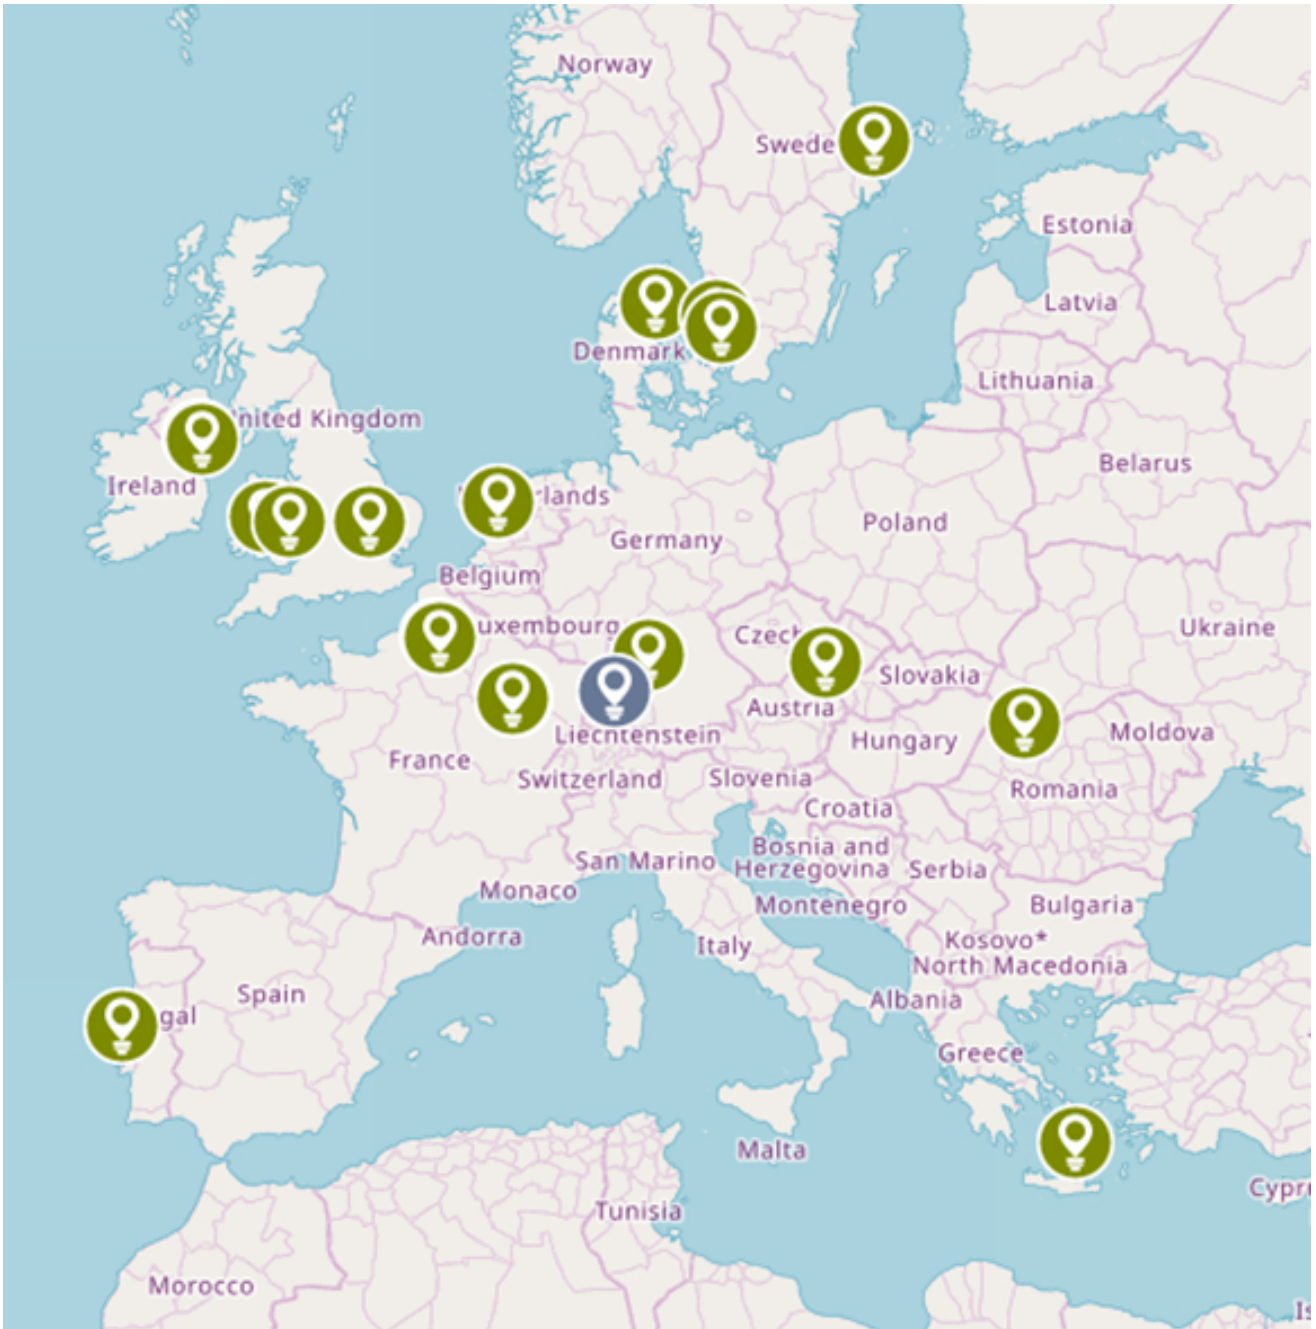 Norway
Swede
Estonia
Latvia
Denmark
Lithuania
nited Kingdom
Belarus
Ireland
rlands
Poland
Germany
Belgium
uxembourg
Czec
Ukraine
Slovakia
Austria
Moldova
Liechtenstein
Hungary
France
Switzerland
Slovenia
Romania
Croatia
Bosnia and
Herzegovina
San Marino
Serbia
Monaco
Montenegro
Bulgaria
Andorra
Italy
Kosovo*
North Macedonia
Spain
Albania
gal
Greece
Malta
Cypr
Tunisia
Morocco
Is